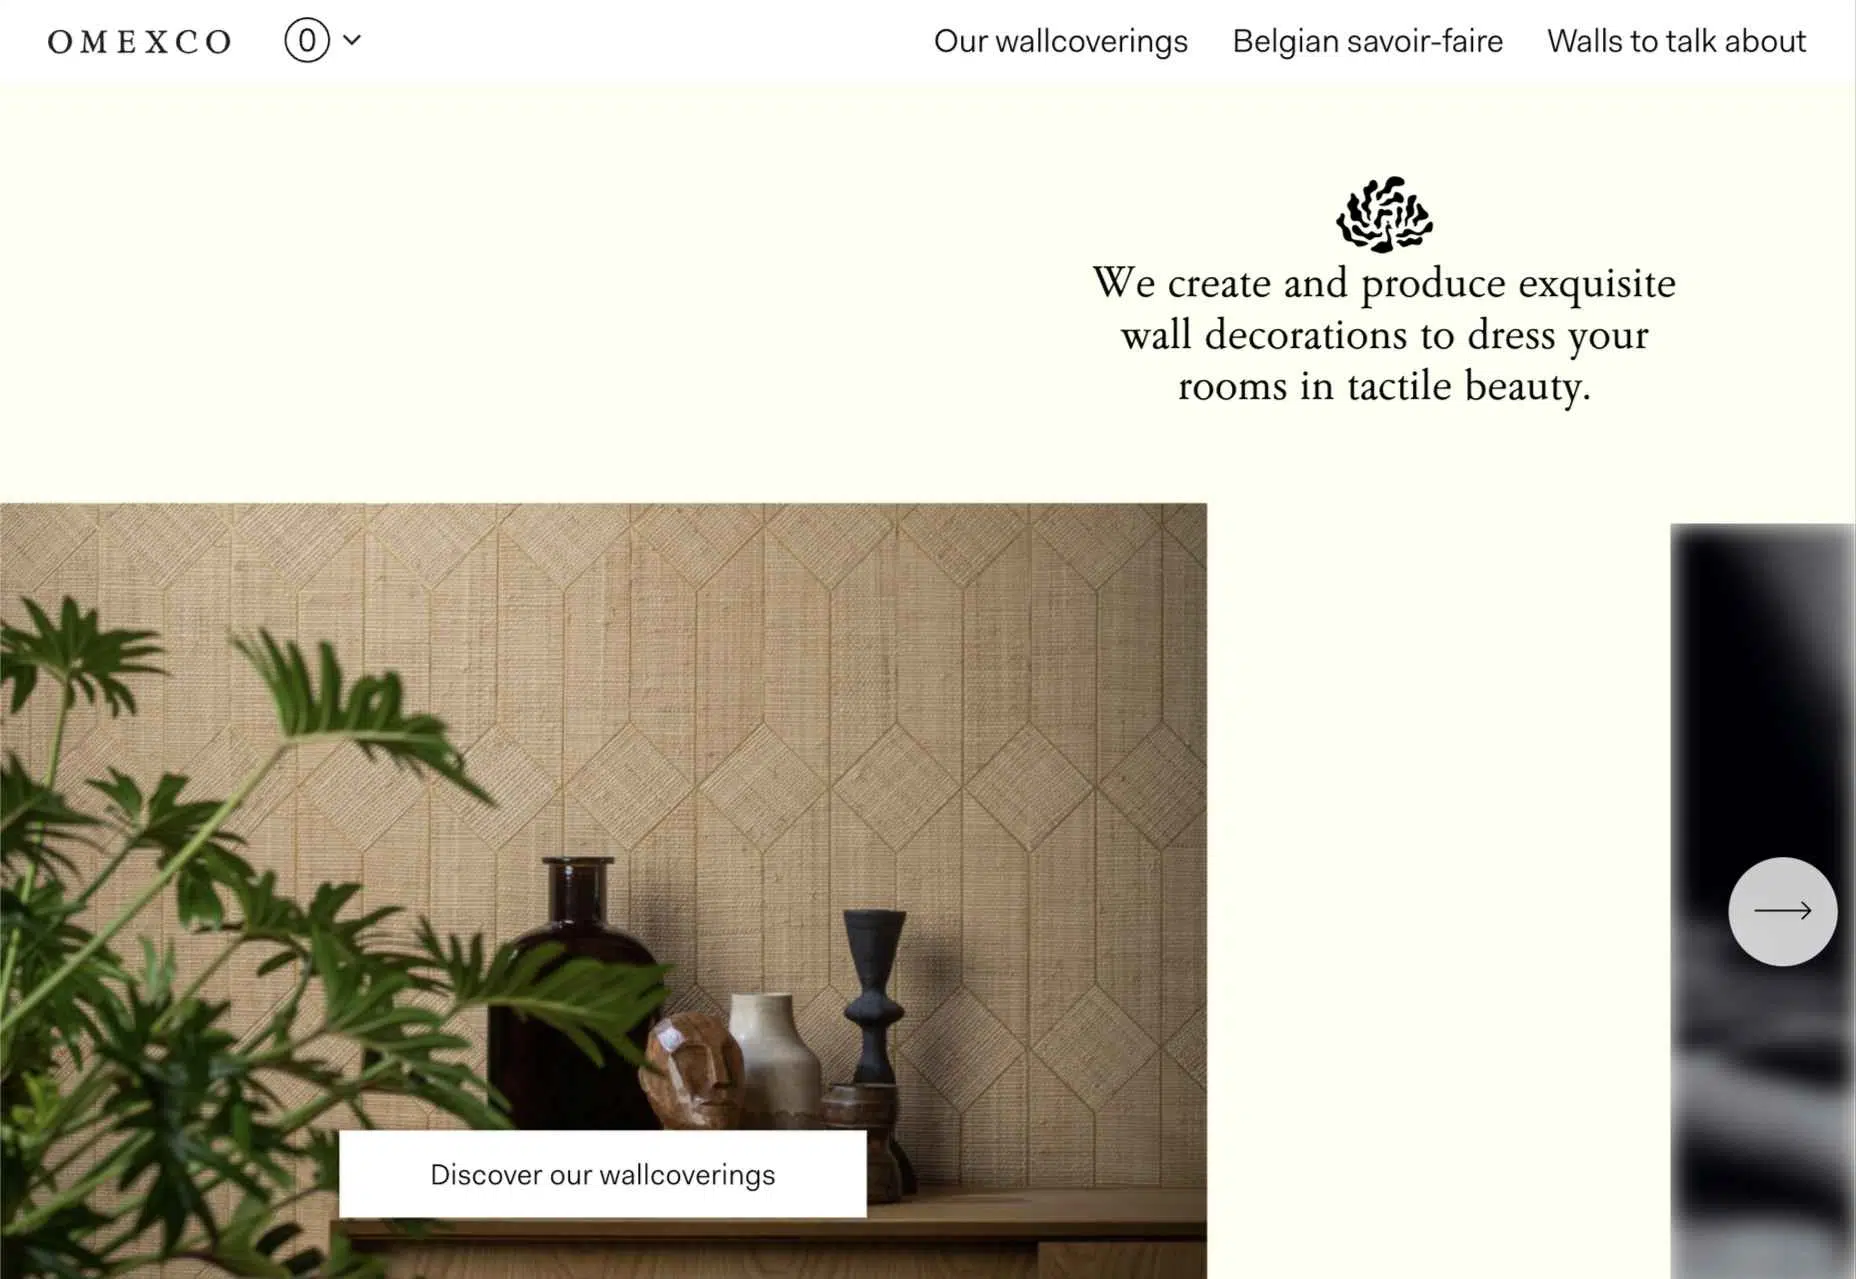 OMEXCO 0 Our wallcoverings Belgian savoir-faire Walls to talk about
We create and produce exquisite
wall decorations to dress your
rooms in tactile beauty.
Discover our wallcoverings